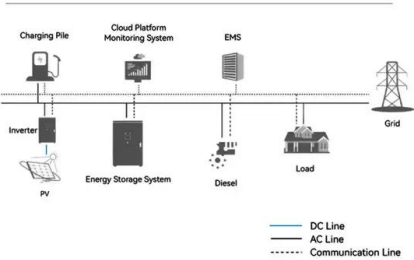 Charging Pile
Cloud Platform
Monitoring System
EMS
Grid
Inverter
PV
Energy Storage System
Diesel
Load
DC Line
AC Line
Communication Line